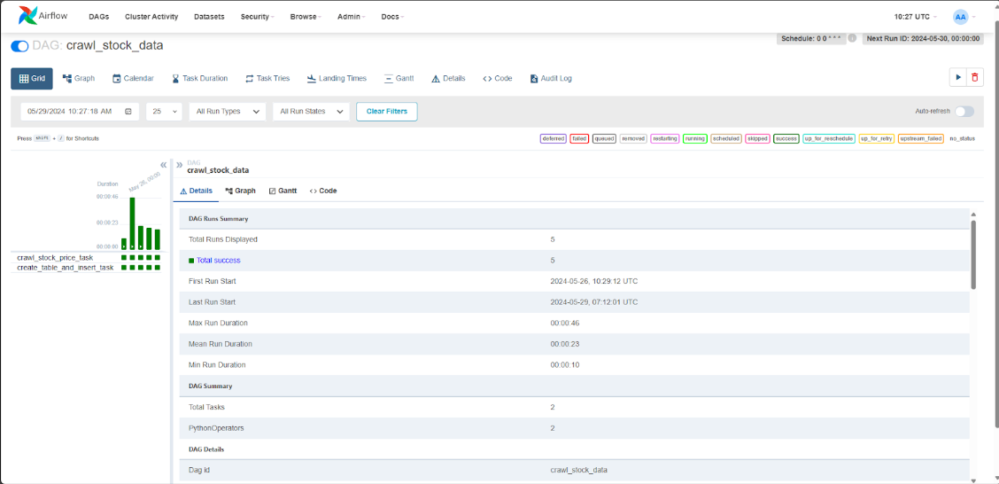 Airflow DAGs Cluster Activity Datasets Security Browse Admin Docs 10:27 UTC AA
DAG: crawl_stock_data Schedule: 0 0 * * * Next Run ID: 2024-05-30, 00:00:00
Grid Graph Calendar Task Duration Task Tries Landing Times Gantt Details Code Audit Log
05/29/2024 10:27:18 AM 25 All Run Types All Run States Clear Filters Auto-refresh
Press shift + / for Shortcuts deferred failed queued removed restarting running scheduled skipped success up_for_reschedule up_for_retry upstream_failed no_status
DAG
crawl_stock_data
Duration May 26, 00:00
00:00:46
00:00:23
00:00:00
crawl_stock_price_task
create_table_and_insert_task
Details Graph Gantt Code
DAG Runs Summary
Total Runs Displayed 5
Total success 5
First Run Start 2024-05-26, 10:29:12 UTC
Last Run Start 2024-05-29, 07:12:01 UTC
Max Run Duration 00:00:46
Mean Run Duration 00:00:23
Min Run Duration 00:00:10
DAG Summary
Total Tasks 2
PythonOperators 2
DAG Details
Dag id crawl_stock_data